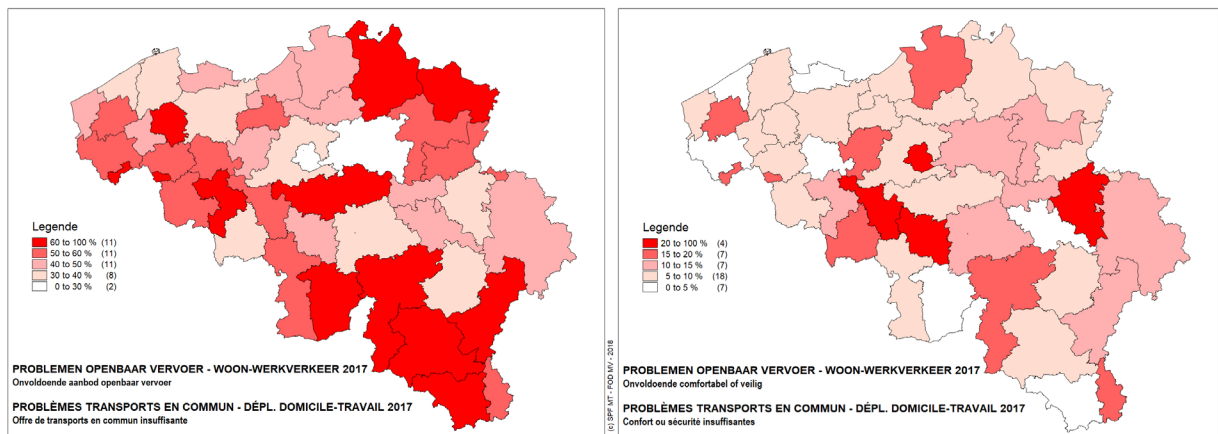 Legende
60 to 100 % (11)
50 to 60 % (11)
40 to 50 % (11)
30 to 40 % (8)
0 to 30 % (2)
PROBLEMEN OPENBAAR VERVOER - WOON-WERKVERKEER 2017
Onvoldoende aanbod openbaar vervoer
PROBLÈMES TRANSPORTS EN COMMUN - DÉPL. DOMICILE-TRAVAIL 2017
Offre de transports en commun insuffisante
(c) SPF MT - FOD MV - 2018
Legende
20 to 100 % (4)
15 to 20 % (7)
10 to 15 % (7)
5 to 10 % (18)
0 to 5 % (7)
PROBLEMEN OPENBAAR VERVOER - WOON-WERKVERKEER 2017
Onvoldoende comfortabel of veilig
PROBLÈMES TRANSPORTS EN COMMUN - DÉPL. DOMICILE-TRAVAIL 2017
Confort ou sécurité insuffisantes